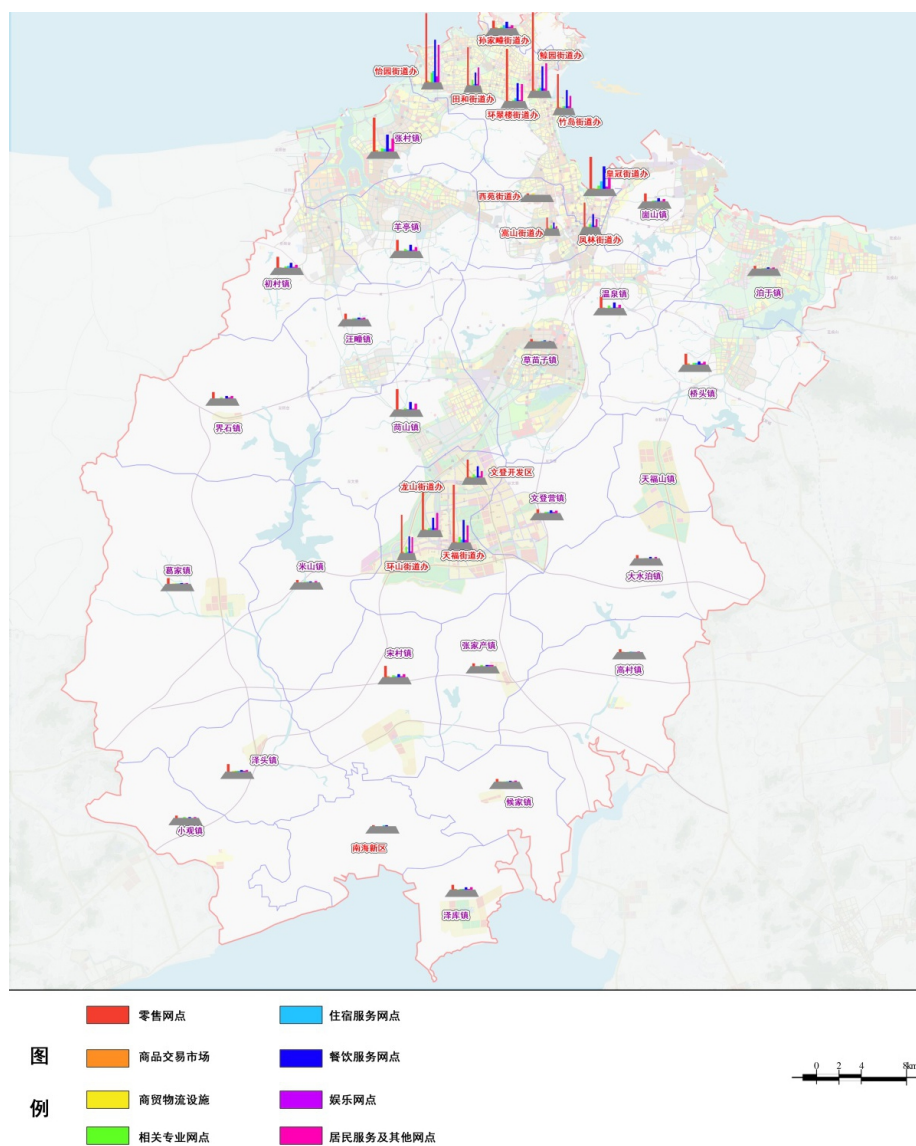 孙家疃街道办
鲸园街道办
怡园街道办
田和街道办
环翠楼街道办
竹岛街道办
张村镇
皇冠街道办
西苑街道办
崮山镇
羊亭镇
嵩山街道办
凤林街道办
初村镇
温泉镇
泊于镇
汪疃镇
草苗子镇
桥头镇
界石镇
苘山镇
文登开发区
天福山镇
龙山街道办
文登营镇
环山街道办
天福街道办
葛家镇
米山镇
大水泊镇
宋村镇
张家产镇
高村镇
泽头镇
候家镇
小观镇
南海新区
泽库镇
图例
零售网点
住宿服务网点
商品交易市场
餐饮服务网点
商贸物流设施
娱乐网点
相关专业网点
居民服务及其他网点
0 2 4 8km